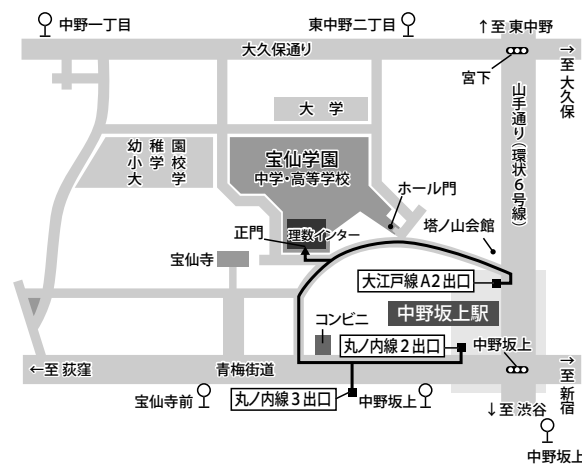 中野一丁目
東中野二丁目
↑至 東中野
大久保通り
→至 大久保
宮下
山手通り（環状６号線）
大 学
幼稚園
小学校
大学
宝仙学園
中学・高等学校
ホール門
理数インター
正門
塔ノ山会館
宝仙寺
大江戸線A2出口
中野坂上駅
コンビニ
丸ノ内線2出口
中野坂上
←至 荻窪
青梅街道
→至 新宿
宝仙寺前
丸ノ内線3出口
中野坂上
↓至 渋谷
中野坂上